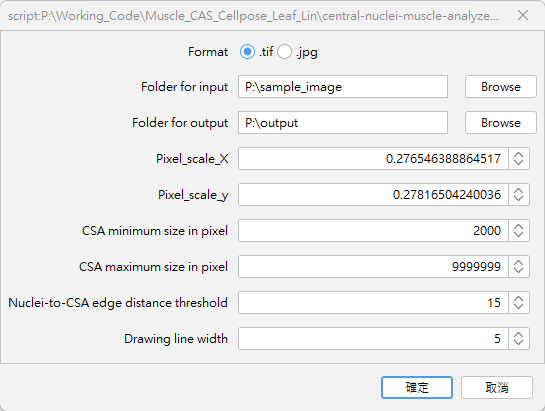 script:P:\Working_Code\Muscle_CAS_Cellpose_Leaf_Lin\central-nuclei-muscle-analyze...
Format .tif .jpg
Folder for input P:\sample_image Browse
Folder for output P:\output Browse
Pixel_scale_X 0.276546388864517
Pixel_scale_y 0.27816504240036
CSA minimum size in pixel 2000
CSA maximum size in pixel 9999999
Nuclei-to-CSA edge distance threshold 15
Drawing line width 5
確定 取消